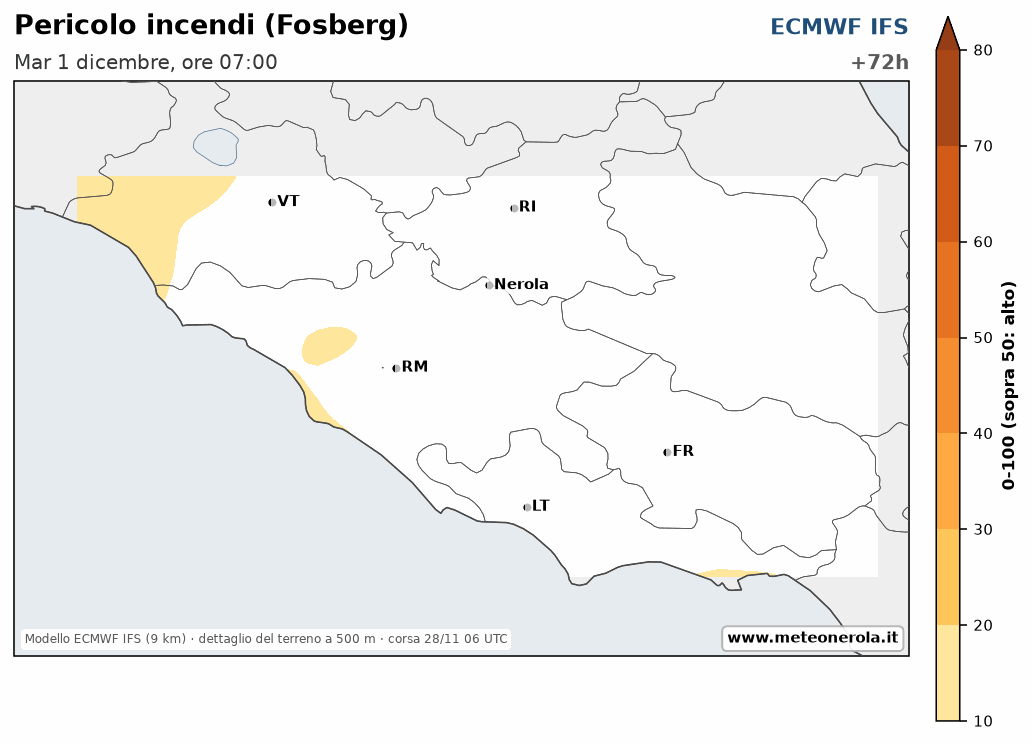 Pericolo incendi (Fosberg)
ECMWF IFS
Mar 1 dicembre, ore 07:00
+72h
80
70
60
50
40
30
20
10
0-100 (sopra 50: alto)
VT
RI
Nerola
RM
FR
LT
Modello ECMWF IFS (9 km) · dettaglio del terreno a 500 m · corsa 28/11 06 UTC
www.meteonerola.it